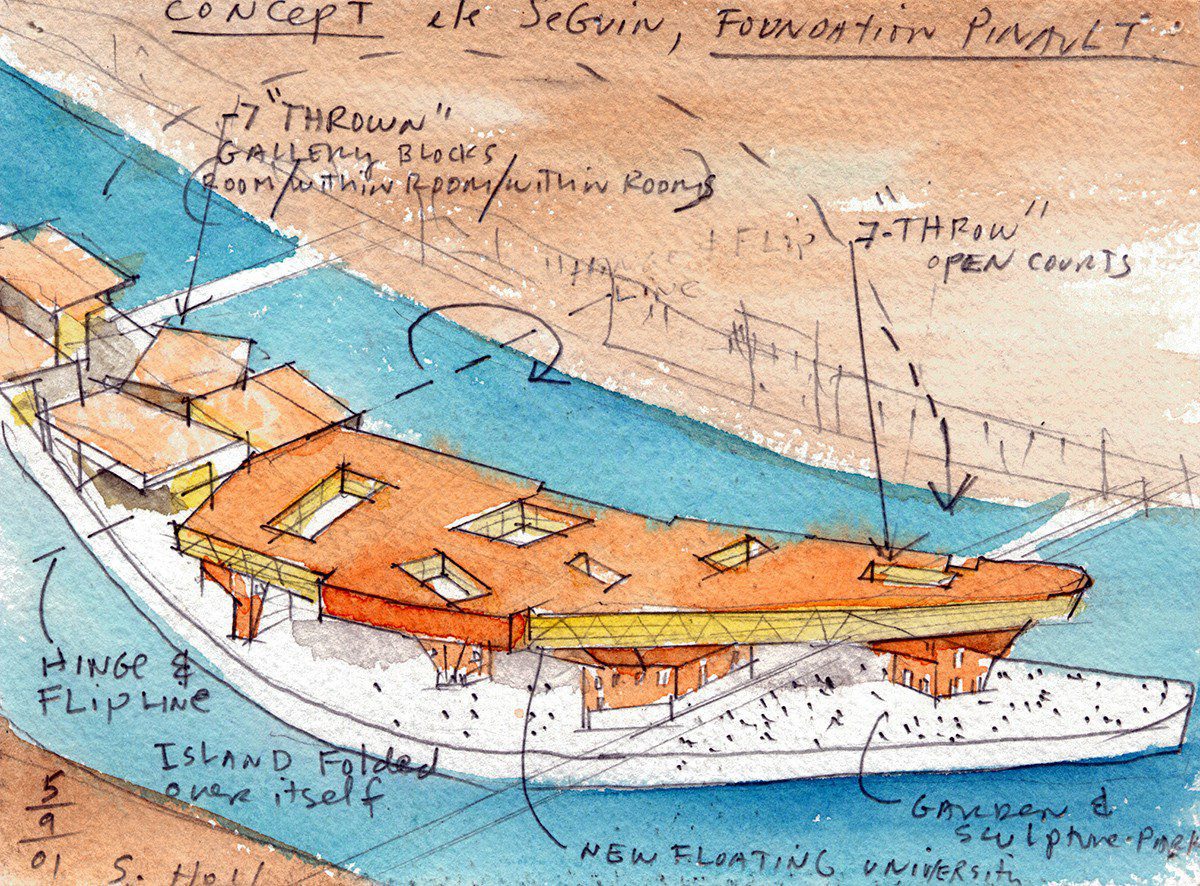 CONCEPT ile SeGUIN, FOUNDATION PINAULT
7 "THROWN"
GALLERY BLOCKS
ROOM/within ROOM/within ROOMS
7-"THROW"
OPEN COURTS
"HINGE & FLIP
LINE
HINGE &
FLIP LINE
ISLAND Folded
over itself
GARDEN &
SCULPTURE-PARK
NEW FLOATING UNIVERSITY
5
9
01
S. Holl